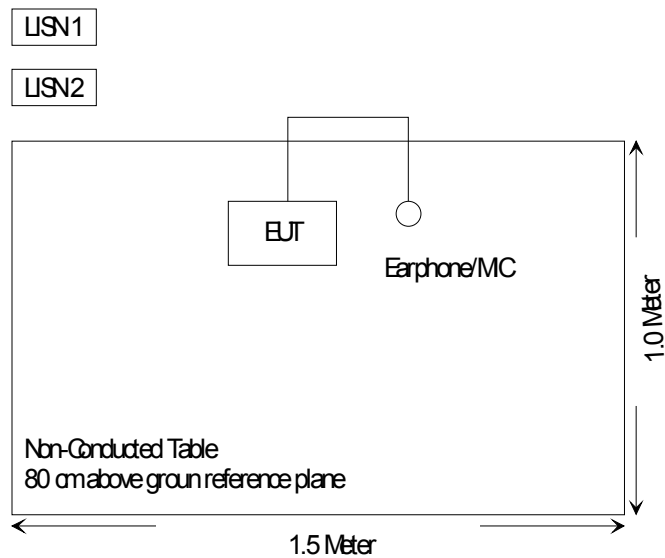 LISN1
LISN2
EUT
Earphone/MIC
1.0 Meter
Non-Conducted Table
80 cm above groun reference plane
1.5 Meter